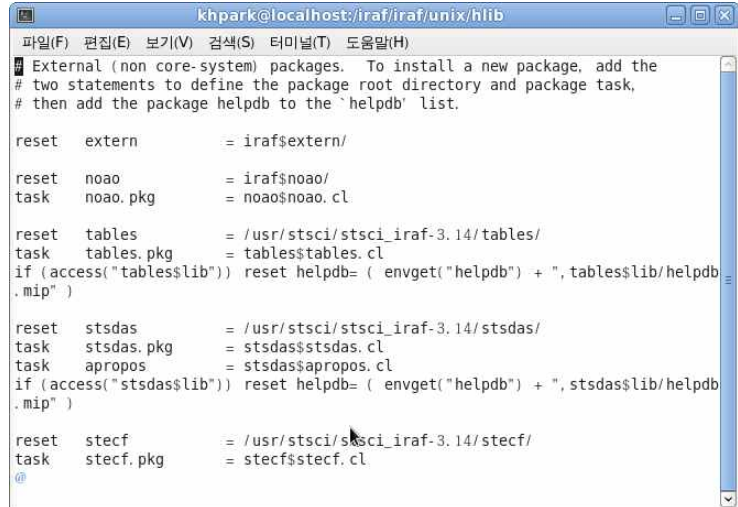 khpark@localhost:/iraf/iraf/unix/hlib
파일(F) 편집(E) 보기(V) 검색(S) 터미널(T) 도움말(H)
# External (non core-system) packages.  To install a new package, add the
# two statements to define the package root directory and package task,
# then add the package helpdb to the `helpdb' list.
reset extern = iraf$extern/
reset noao = iraf$noao/
task noao.pkg = noao$noao.cl
reset tables = /usr/stsci/stsci_iraf-3.14/tables/
task tables.pkg = tables$tables.cl
if (access("tables$lib")) reset helpdb= ( envget("helpdb") + ",tables$lib/helpdb
.mip" )
reset stsdas = /usr/stsci/stsci_iraf-3.14/stsdas/
task stsdas.pkg = stsdas$stsdas.cl
task apropos = stsdas$apropos.cl
if (access("stsdas$lib")) reset helpdb= ( envget("helpdb") + ",stsdas$lib/helpdb
.mip" )
reset stecf = /usr/stsci/stsci_iraf-3.14/stecf/
task stecf.pkg = stecf$stecf.cl
@